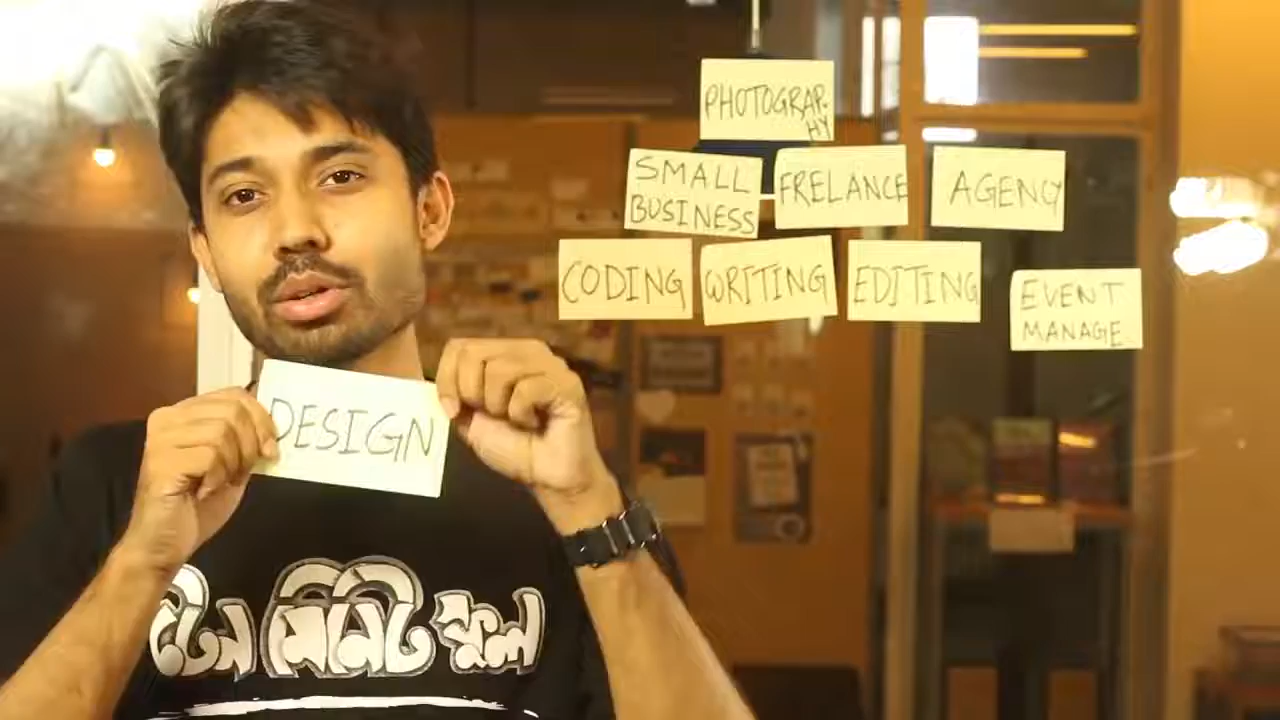 PHOTOGRAP-
HY
SMALL
BUSINESS
FRELANCE
AGENCY
CODING
WRITING
EDITING
EVENT
MANAGE
DESIGN
টেন মিনিট স্কুল